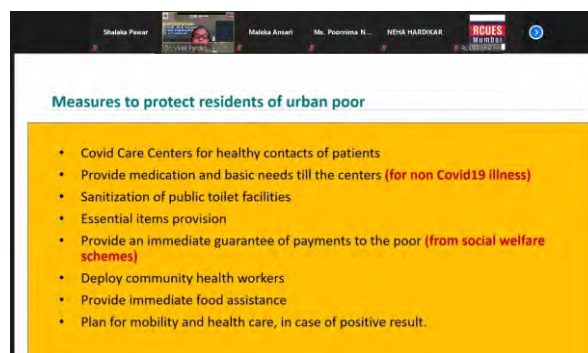 Shalaka Pawar
Maleka Ansari
Ms. Poornima N...
NEHA HARDIKAR
RCUES
Mumbai
Measures to protect residents of urban poor
• Covid Care Centers for healthy contacts of patients
• Provide medication and basic needs till the centers (for non Covid19 illness)
• Sanitization of public toilet facilities
• Essential items provision
• Provide an immediate guarantee of payments to the poor (from social welfare
schemes)
• Deploy community health workers
• Provide immediate food assistance
• Plan for mobility and health care, in case of positive result.